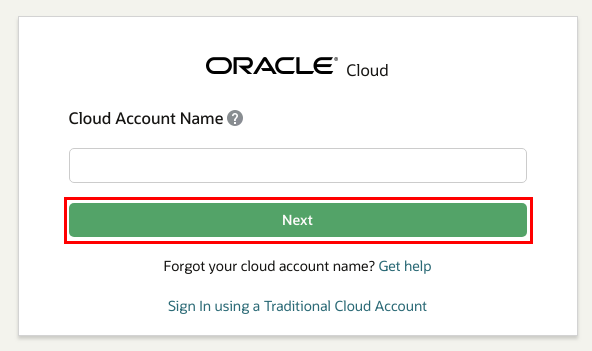 ORACLE® Cloud
Cloud Account Name ?
Next
Forgot your cloud account name? Get help
Sign In using a Traditional Cloud Account